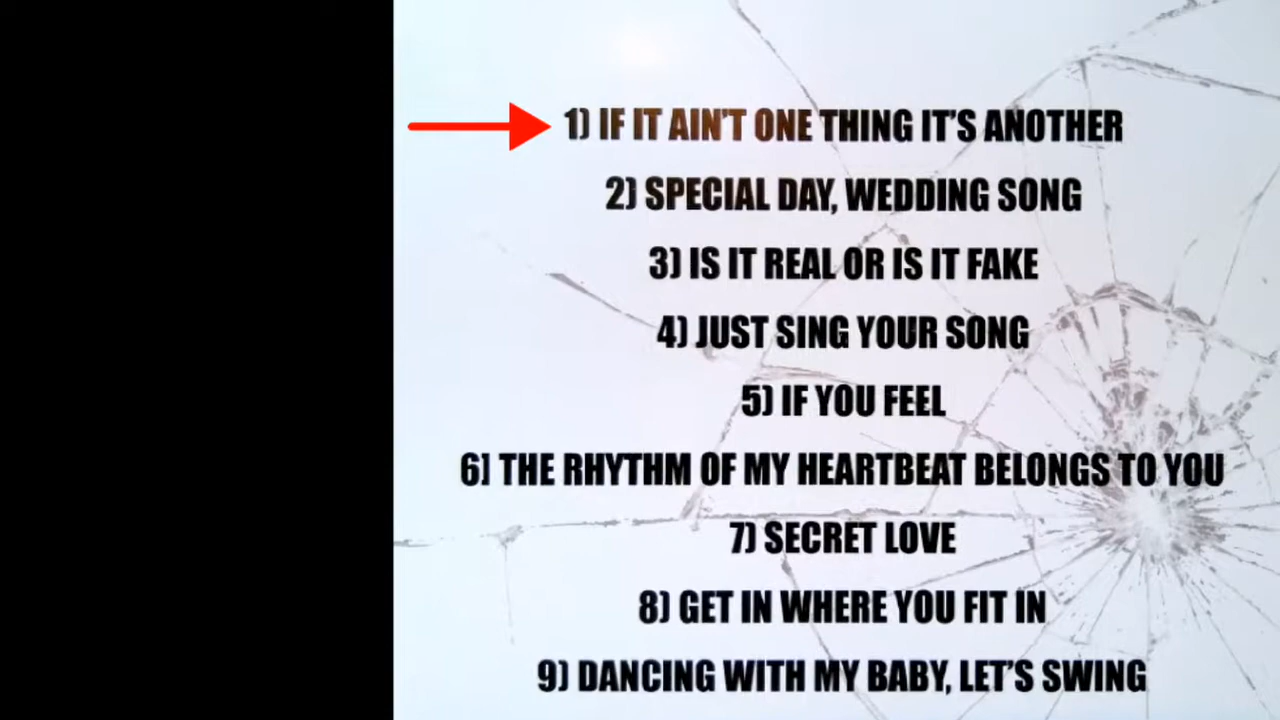 1) IF IT AIN'T ONE THING IT'S ANOTHER
2) SPECIAL DAY, WEDDING SONG
3) IS IT REAL OR IS IT FAKE
4) JUST SING YOUR SONG
5) IF YOU FEEL
6) THE RHYTHM OF MY HEARTBEAT BELONGS TO YOU
7) SECRET LOVE
8) GET IN WHERE YOU FIT IN
9) DANCING WITH MY BABY, LET'S SWING